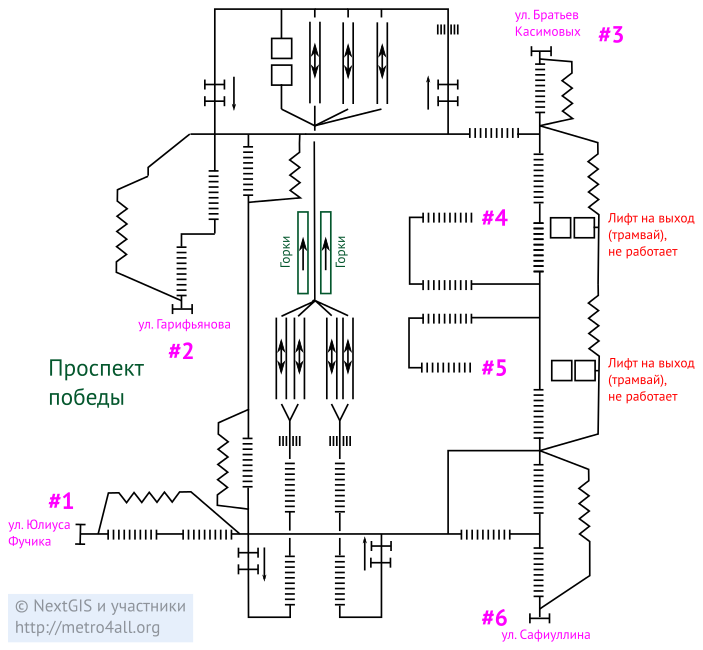 ул. Братьев
Касимовых
#3
#4
Лифт на выход
(трамвай),
не работает
Горки
Горки
ул. Гарифьянова
#2
Проспект
победы
#5
Лифт на выход
(трамвай),
не работает
#1
ул. Юлиуса
Фучика
© NextGIS и участники
http://metro4all.org
#6
ул. Сафиуллина